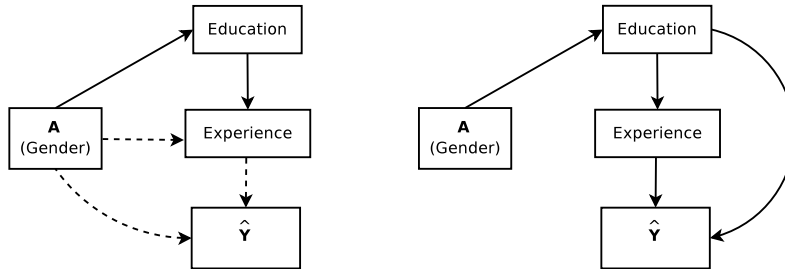 Education
Experience
A
(Gender)
Ŷ
Education
Experience
A
(Gender)
Ŷ